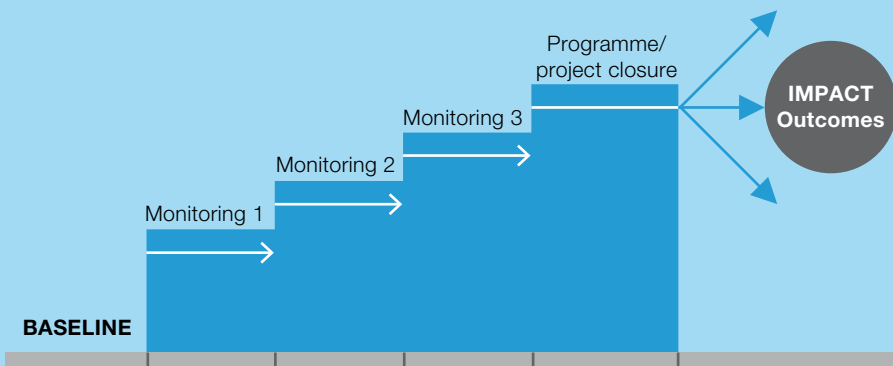 Programme/
project closure
IMPACT
Outcomes
Monitoring 3
Monitoring 2
Monitoring 1
BASELINE